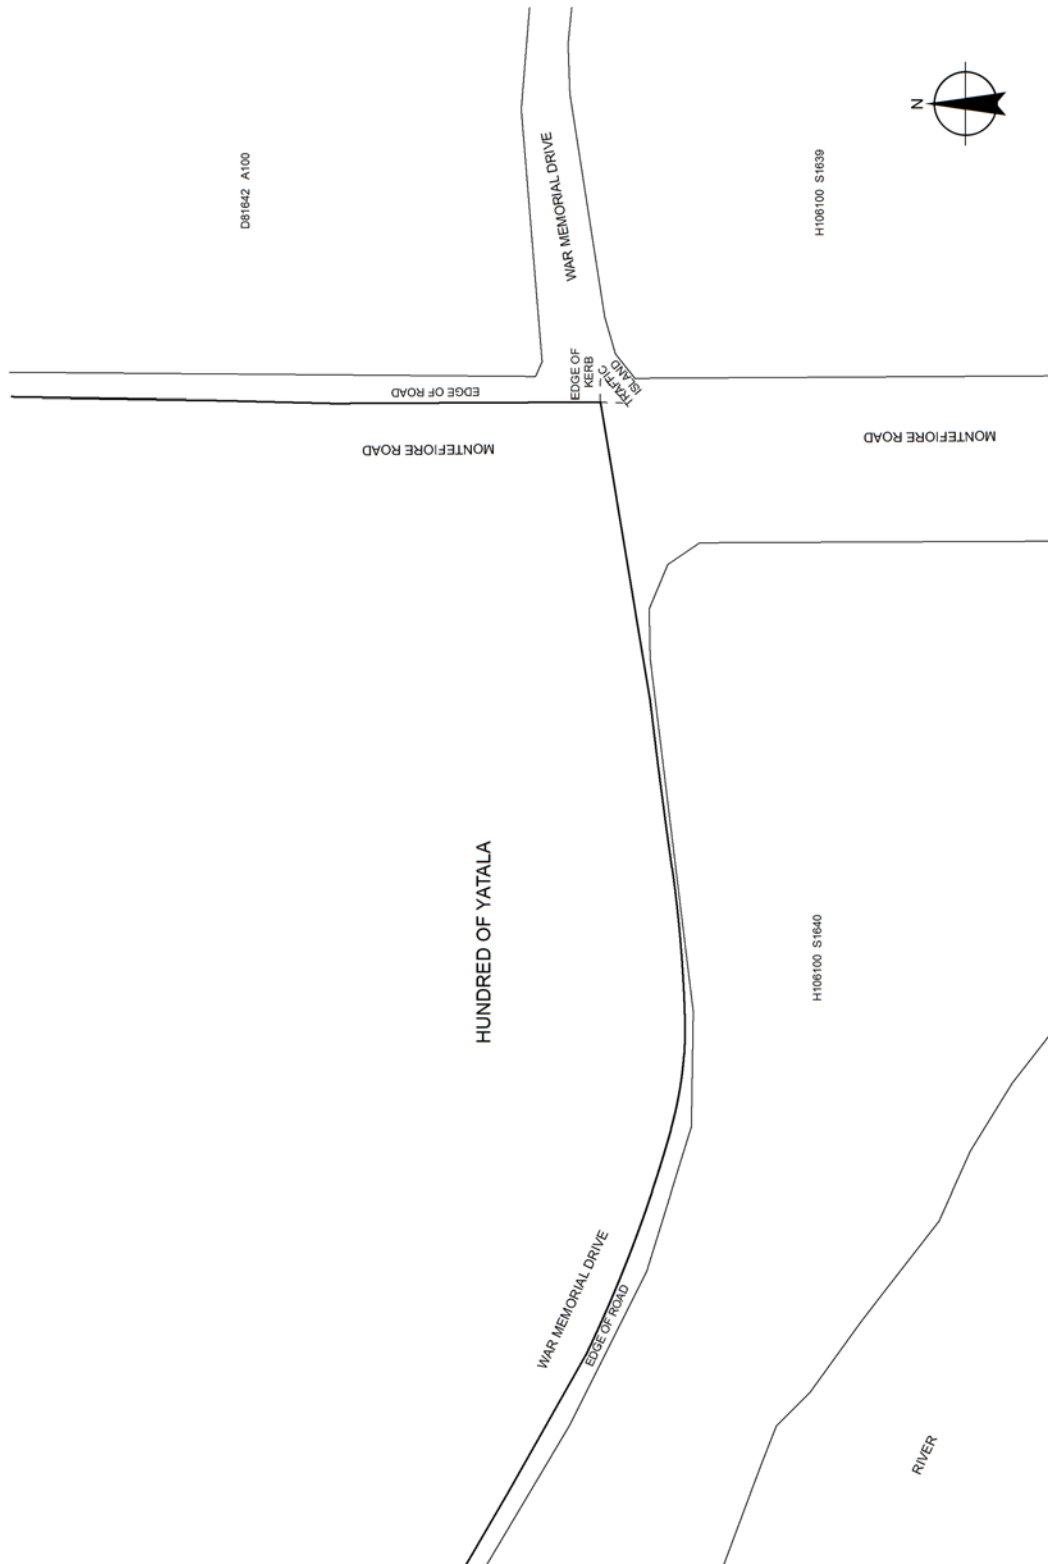 N
D81642 A100
WAR MEMORIAL DRIVE
H106100 S1639
EDGE OF
KERB
TRAFFIC
ISLAND
EDGE OF ROAD
MONTEFIORE ROAD
MONTEFIORE ROAD
HUNDRED OF YATALA
H106100 S1640
WAR MEMORIAL DRIVE
EDGE OF ROAD
RIVER